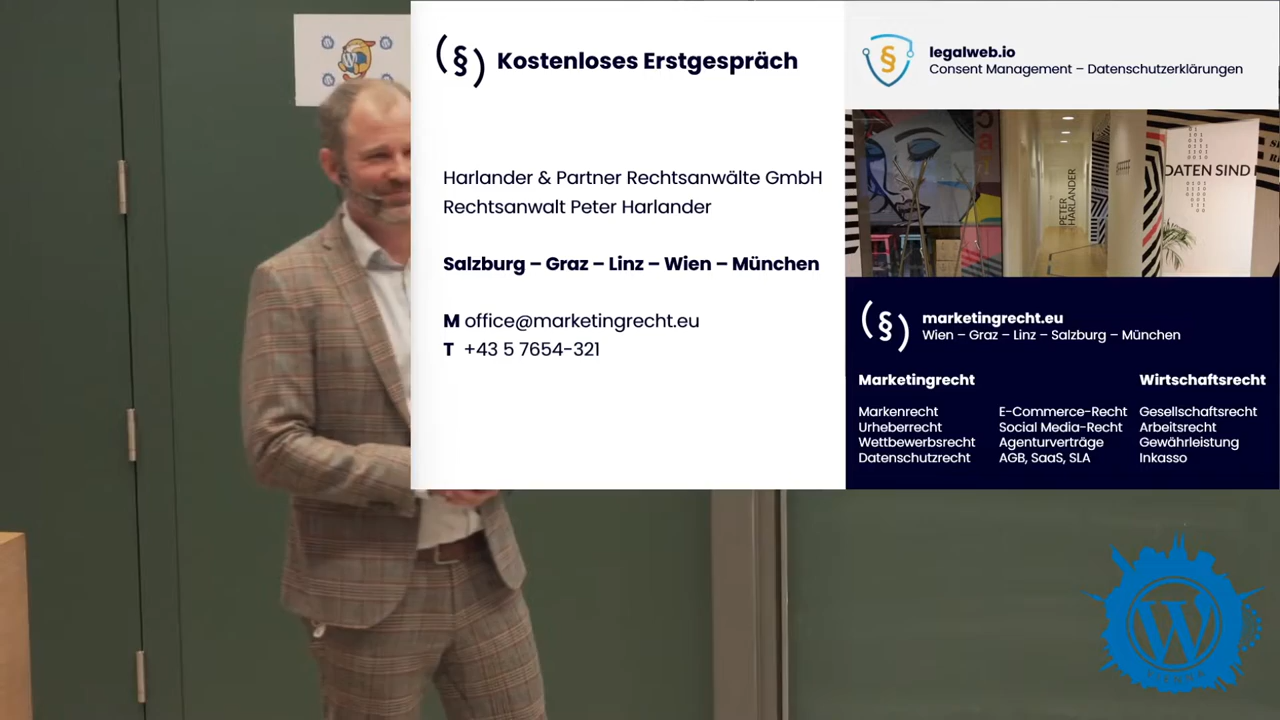 (§) Kostenloses Erstgespräch
Harlander & Partner Rechtsanwälte GmbH
Rechtsanwalt Peter Harlander
Salzburg – Graz – Linz – Wien – München
M office@marketingrecht.eu
T +43 5 7654-321
§ legalweb.io
Consent Management – Datenschutzerklärungen
PETER
HARLANDER
DATEN SIND
(§) marketingrecht.eu
Wien – Graz – Linz – Salzburg – München
Marketingrecht
Markenrecht
Urheberrecht
Wettbewerbsrecht
Datenschutzrecht
E-Commerce-Recht
Social Media-Recht
Agenturverträge
AGB, SaaS, SLA
Wirtschaftsrecht
Gesellschaftsrecht
Arbeitsrecht
Gewährleistung
Inkasso
W